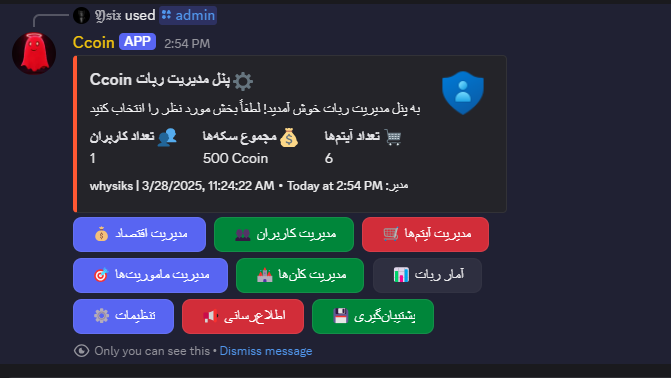 𝖄𝖘𝖎𝖝 used admin
Ccoin APP 2:54 PM
پنل مدیریت ربات Ccoin
به پنل مدیریت ربات خوش آمدید! لطفاً بخش مورد نظر را انتخاب کنید
تعداد کاربران مجموع سکه‌ها تعداد آیتم‌ها
1 500 Ccoin 6
whysiks | 3/28/2025, 11:24:22 AM • Today at 2:54 PM :مدیر
مدیریت اقتصاد مدیریت کاربران مدیریت آیتم‌ها
مدیریت ماموریت‌ها مدیریت کلن‌ها آمار ربات
تنظیمات اطلاع‌رسانی پشتیبان‌گیری
Only you can see this • Dismiss message